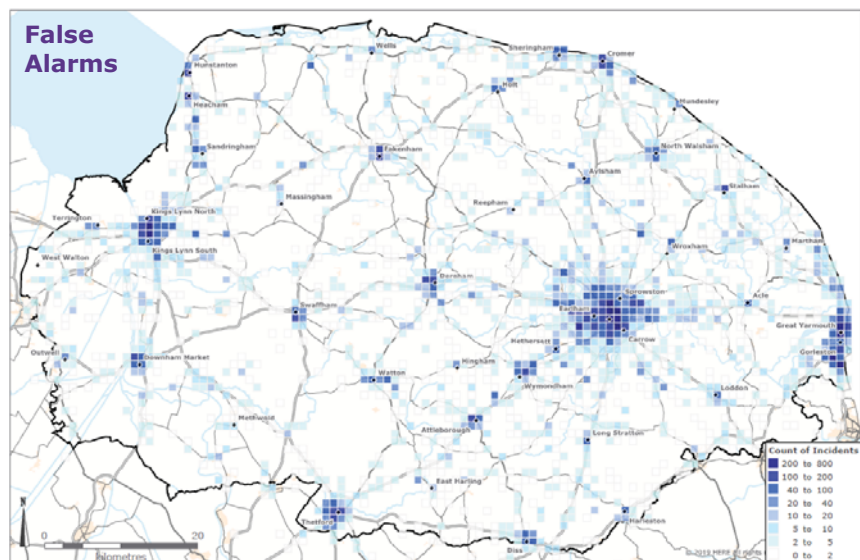 False
Alarms
Wells
Sheringham
Cromer
Hunstanton
Holt
Heacham
Mundesley
Sandringham
Fakenham
North Walsham
Aylsham
Stalham
Massingham
Reepham
Kings Lynn North
Terrington
Wroxham
Martham
Kings Lynn South
West Walton
Dereham
Sprowston
Swaffham
Earlham
Acle
Great Yarmouth
Carrow
Hethersett
Gorleston
Outwell
Downham Market
Hingham
Watton
Wymondham
Loddon
Methwold
Attleborough
Long Stratton
East Harling
Thetford
Harleston
Diss
Count of Incidents
200 to 800
100 to 200
40 to 100
20 to 40
10 to 20
5 to 10
2 to 5
0 to 2
N
0
20
kilometres